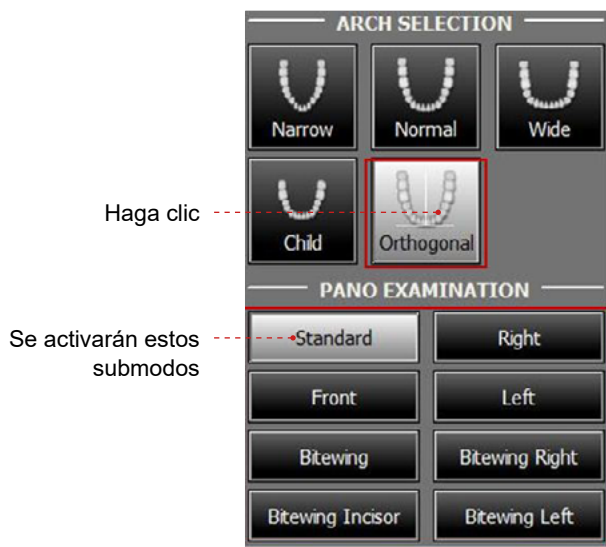 ARCH SELECTION
Narrow
Normal
Wide
Haga clic
Child
Orthogonal
PANO EXAMINATION
Se activarán estos
submodos
Standard
Right
Front
Left
Bitewing
Bitewing Right
Bitewing Incisor
Bitewing Left